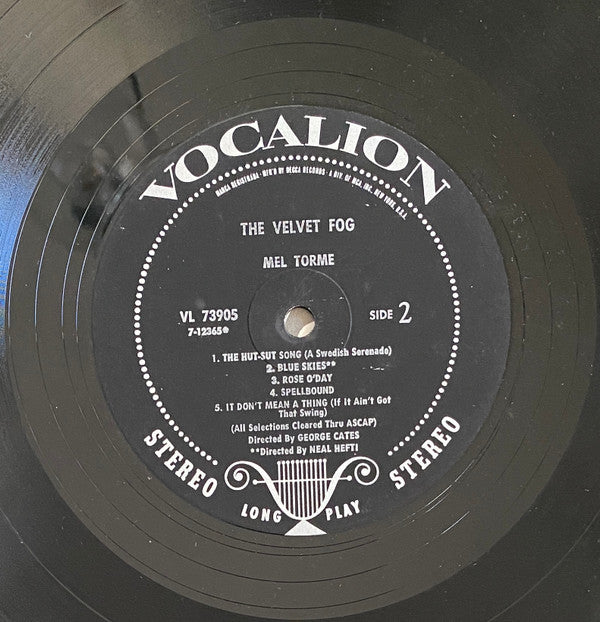 VOCALION
MARCA REGISTRADA · MFR'D BY DECCA RECORDS · A DIV. OF MCA, INC., NEW YORK, U.S.A.
THE VELVET FOG
MEL TORME
VL 73905
7-12365
SIDE 2
1. THE HUT-SUT SONG (A Swedish Serenade)
2. BLUE SKIES**
3. ROSE O'DAY
4. SPELLBOUND
5. IT DON'T MEAN A THING (If It Ain't Got
That Swing)
(All Selections Cleared Thru ASCAP)
Directed By GEORGE CATES
**Directed By NEAL HEFTI
STEREO
STEREO
LONG PLAY